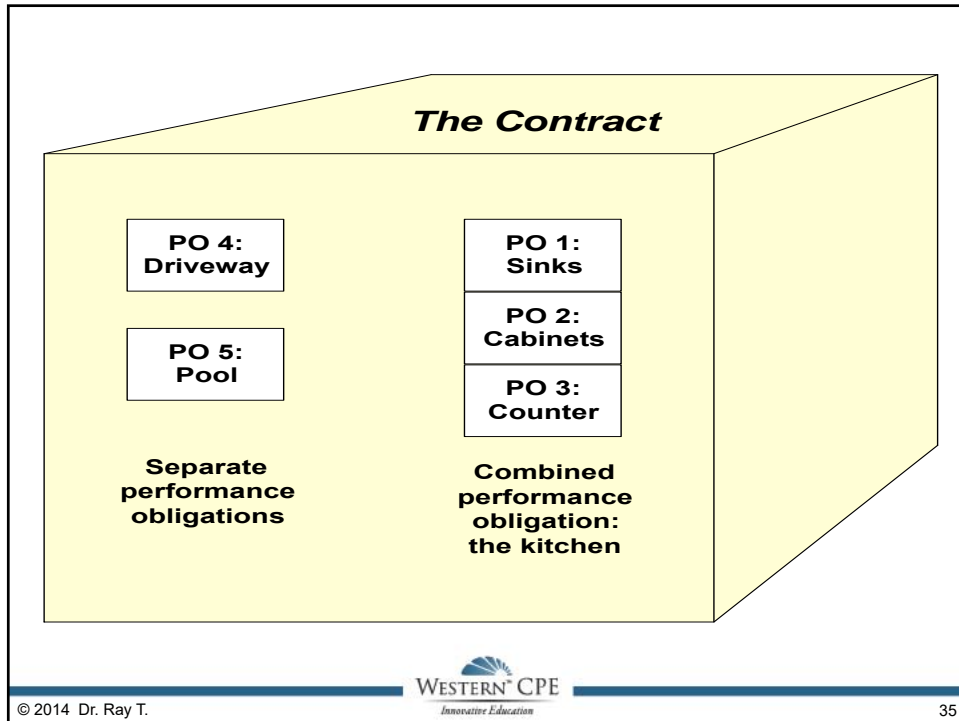 The Contract
PO 4:
Driveway
PO 5:
Pool
Separate
performance
obligations
PO 1:
Sinks
PO 2:
Cabinets
PO 3:
Counter
Combined
performance
obligation:
the kitchen
WESTERN™ CPE
Innovative Education
© 2014 Dr. Ray T.
35